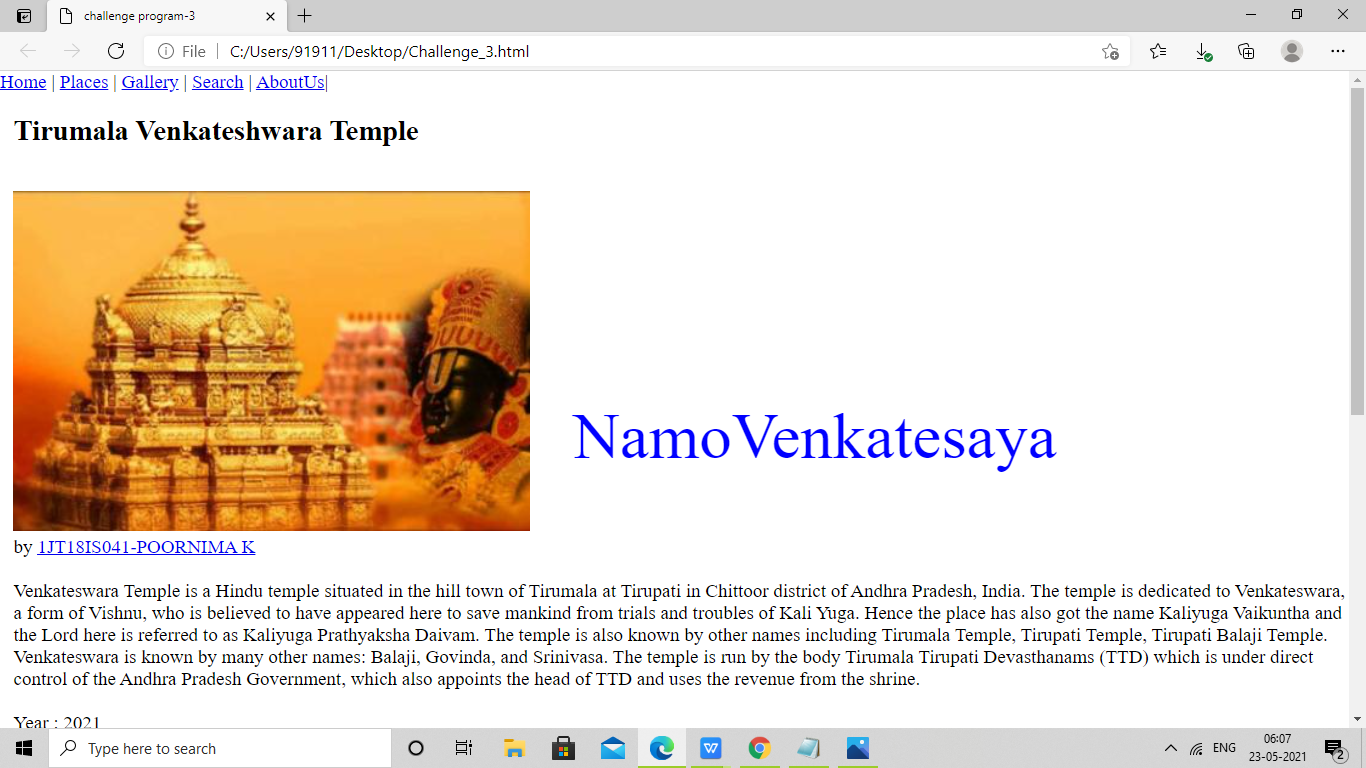 challenge program-3
File | C:/Users/91911/Desktop/Challenge_3.html
Home | Places | Gallery | Search | AboutUs|
Tirumala Venkateshwara Temple
NamoVenkatesaya
by 1JT18IS041-POORNIMA K
Venkateswara Temple is a Hindu temple situated in the hill town of Tirumala at Tirupati in Chittoor district of Andhra Pradesh, India. The temple is dedicated to Venkateswara,
a form of Vishnu, who is believed to have appeared here to save mankind from trials and troubles of Kali Yuga. Hence the place has also got the name Kaliyuga Vaikuntha and
the Lord here is referred to as Kaliyuga Prathyaksha Daivam. The temple is also known by other names including Tirumala Temple, Tirupati Temple, Tirupati Balaji Temple.
Venkateswara is known by many other names: Balaji, Govinda, and Srinivasa. The temple is run by the body Tirumala Tirupati Devasthanams (TTD) which is under direct
control of the Andhra Pradesh Government, which also appoints the head of TTD and uses the revenue from the shrine.
Year : 2021
Type here to search
ENG
06:07
23-05-2021
2